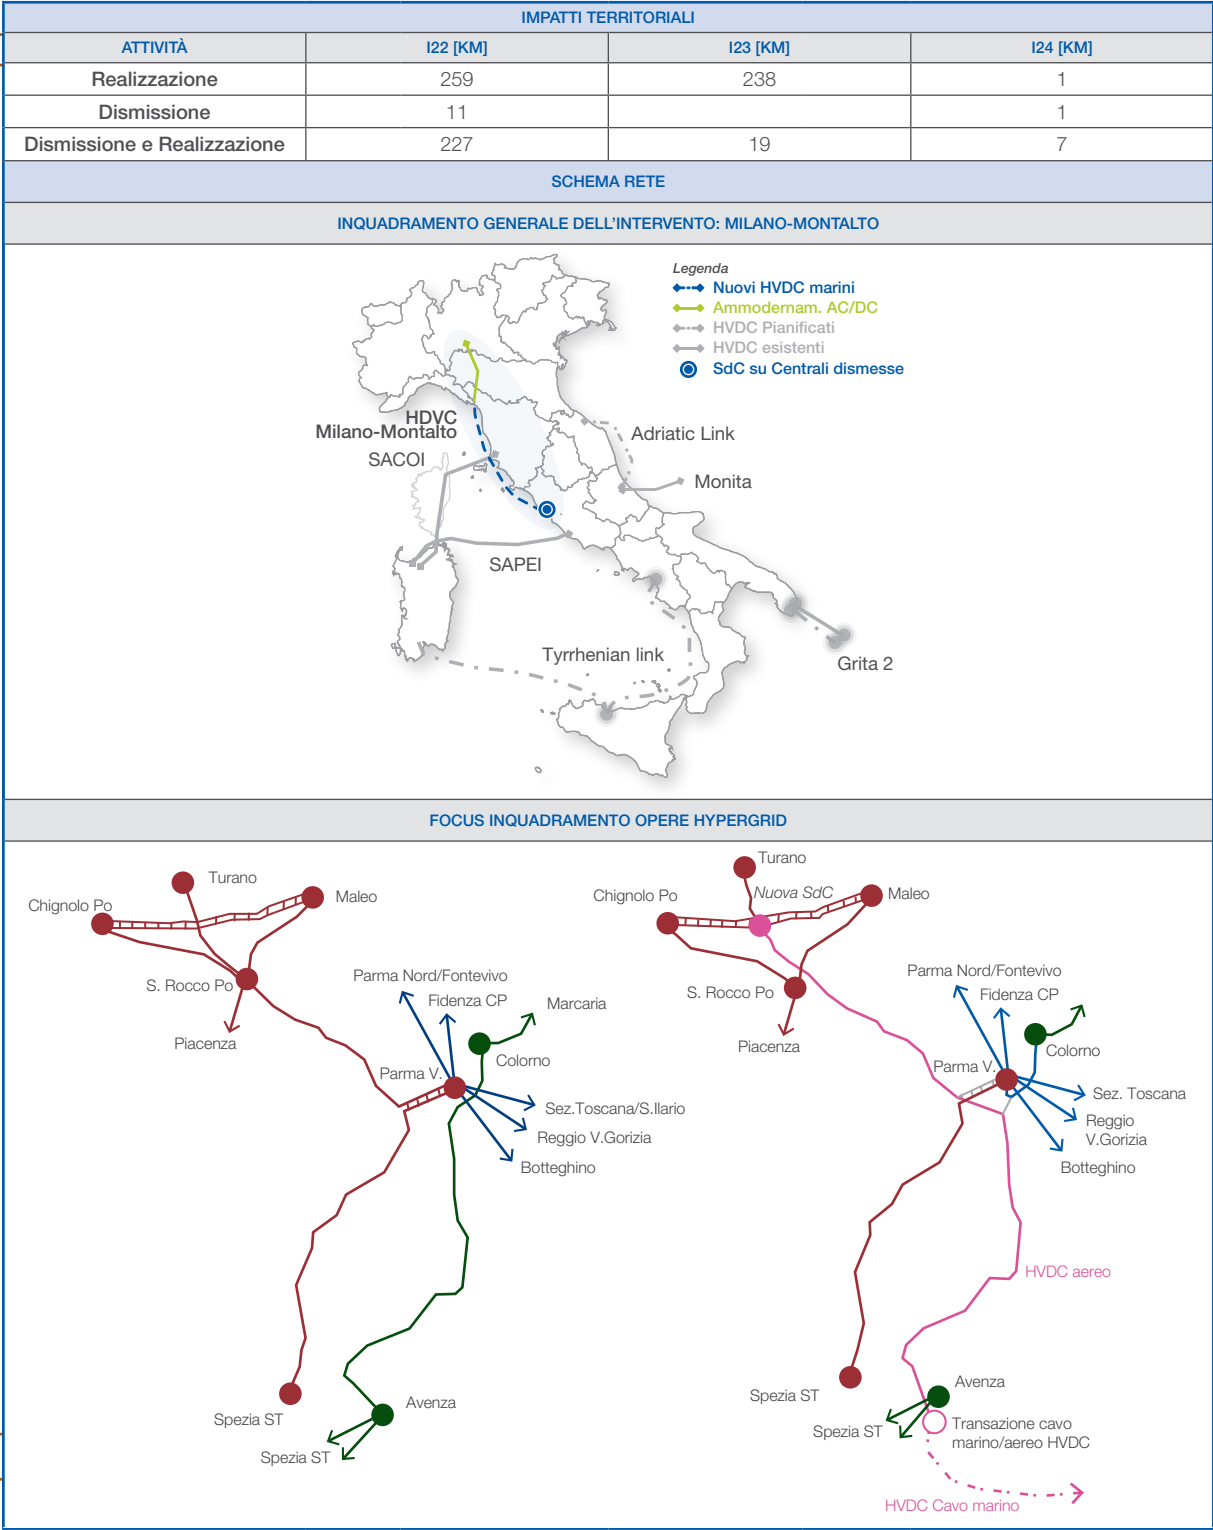 IMPATTI TERRITORIALI
ATTIVITÀ I22 [KM] I23 [KM] I24 [KM]
Realizzazione 259 238 1
Dismissione 11 1
Dismissione e Realizzazione 227 19 7
SCHEMA RETE
INQUADRAMENTO GENERALE DELL'INTERVENTO: MILANO-MONTALTO
Legenda
Nuovi HVDC marini
Ammodernam. AC/DC
HVDC Pianificati
HVDC esistenti
SdC su Centrali dismesse
HDVC
Milano-Montalto
SACOI
Adriatic Link
Monita
SAPEI
Tyrrhenian link
Grita 2
FOCUS INQUADRAMENTO OPERE HYPERGRID
Turano
Chignolo Po
Maleo
S. Rocco Po
Piacenza
Parma Nord/Fontevivo
Fidenza CP
Marcaria
Colorno
Parma V.
Sez.Toscana/S.Ilario
Reggio V.Gorizia
Botteghino
Spezia ST
Avenza
Spezia ST
Turano
Nuova SdC
Chignolo Po
Maleo
S. Rocco Po
Piacenza
Parma Nord/Fontevivo
Fidenza CP
Colorno
Parma V.
Sez. Toscana
Reggio
V.Gorizia
Botteghino
HVDC aereo
Spezia ST
Avenza
Spezia ST
Transazione cavo
marino/aereo HVDC
HVDC Cavo marino